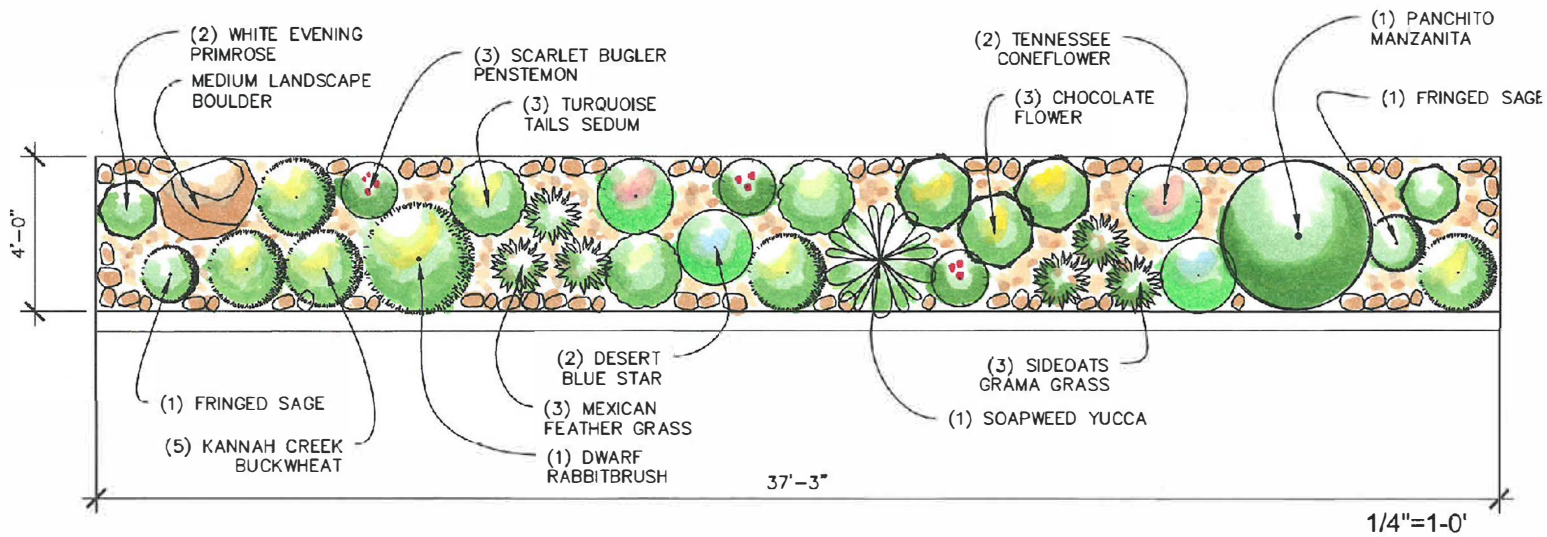 (2) WHITE EVENING
PRIMROSE
MEDIUM LANDSCAPE
BOULDER
(3) SCARLET BUGLER
PENSTEMON
(3) TURQUOISE
TAILS SEDUM
(2) TENNESSEE
CONEFLOWER
(3) CHOCOLATE
FLOWER
(1) PANCHITO
MANZANITA
(1) FRINGED SAGE
4'-0"
(1) FRINGED SAGE
(5) KANNAH CREEK
BUCKWHEAT
(2) DESERT
BLUE STAR
(3) MEXICAN
FEATHER GRASS
(1) DWARF
RABBITBRUSH
(3) SIDEOATS
GRAMA GRASS
(1) SOAPWEED YUCCA
37'-3"
1/4"=1-0'